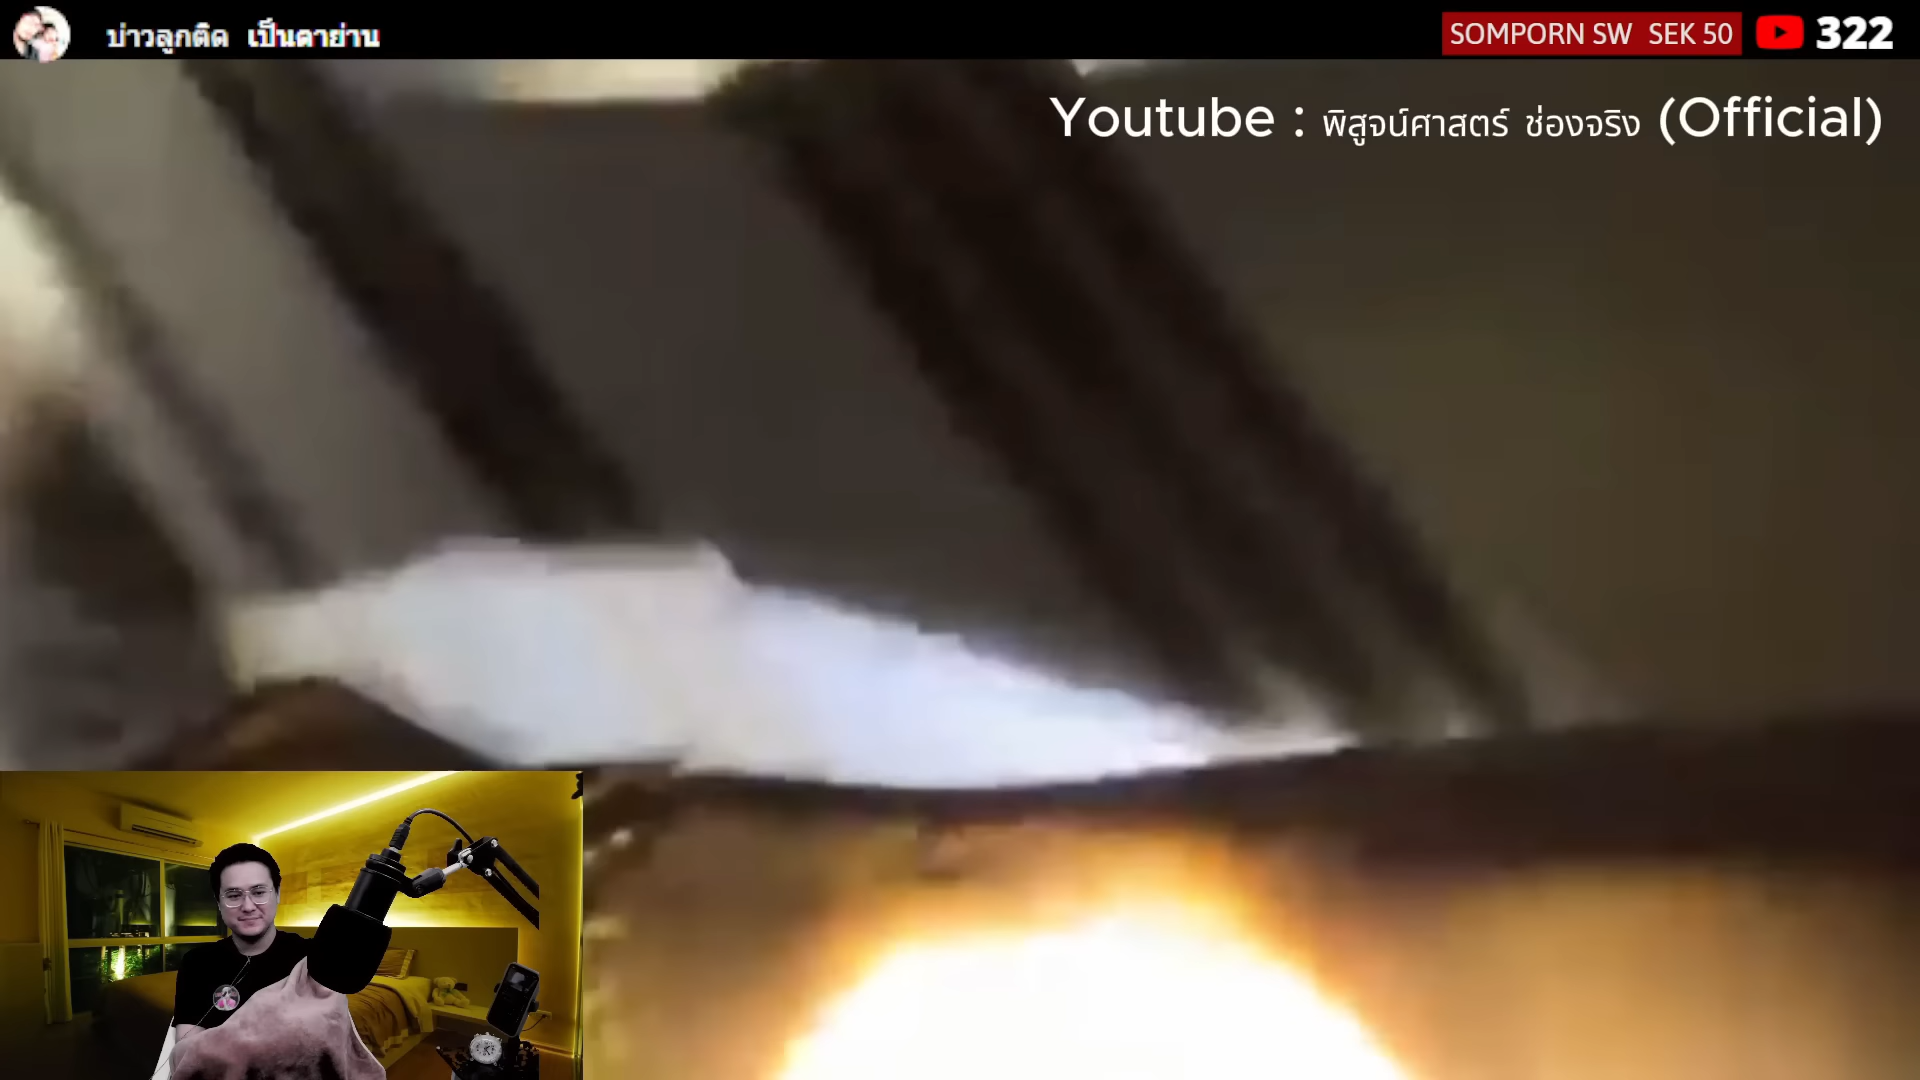 บ่าวลูกติด เป็นตาย่าน
SOMPORN SW SEK 50
322
Youtube : พิสูจน์ศาสตร์ ช่องจริง (Official)